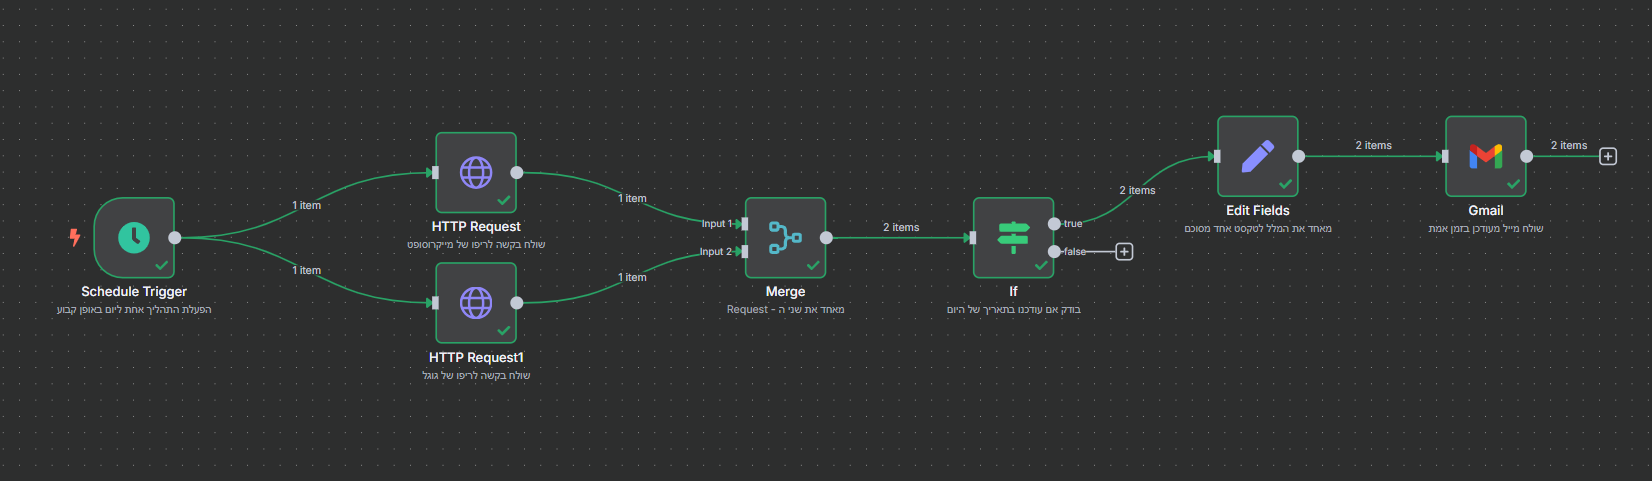 Schedule Trigger
הפעלת התהליך אחת ליום באופן קבוע
1 item
1 item
HTTP Request
שולח בקשה לריפו של מייקרוסופט
HTTP Request1
שולח בקשה לריפו של גוגל
1 item
1 item
Input 1
Input 2
Merge
מאחד את שני ה - Request
2 items
If
בודק אם עודכנו בתאריך של היום
true
false
2 items
Edit Fields
מאחד את המלל לטקסט אחד מסוכם
2 items
Gmail
שולח מייל מעודכן בזמן אמת
2 items